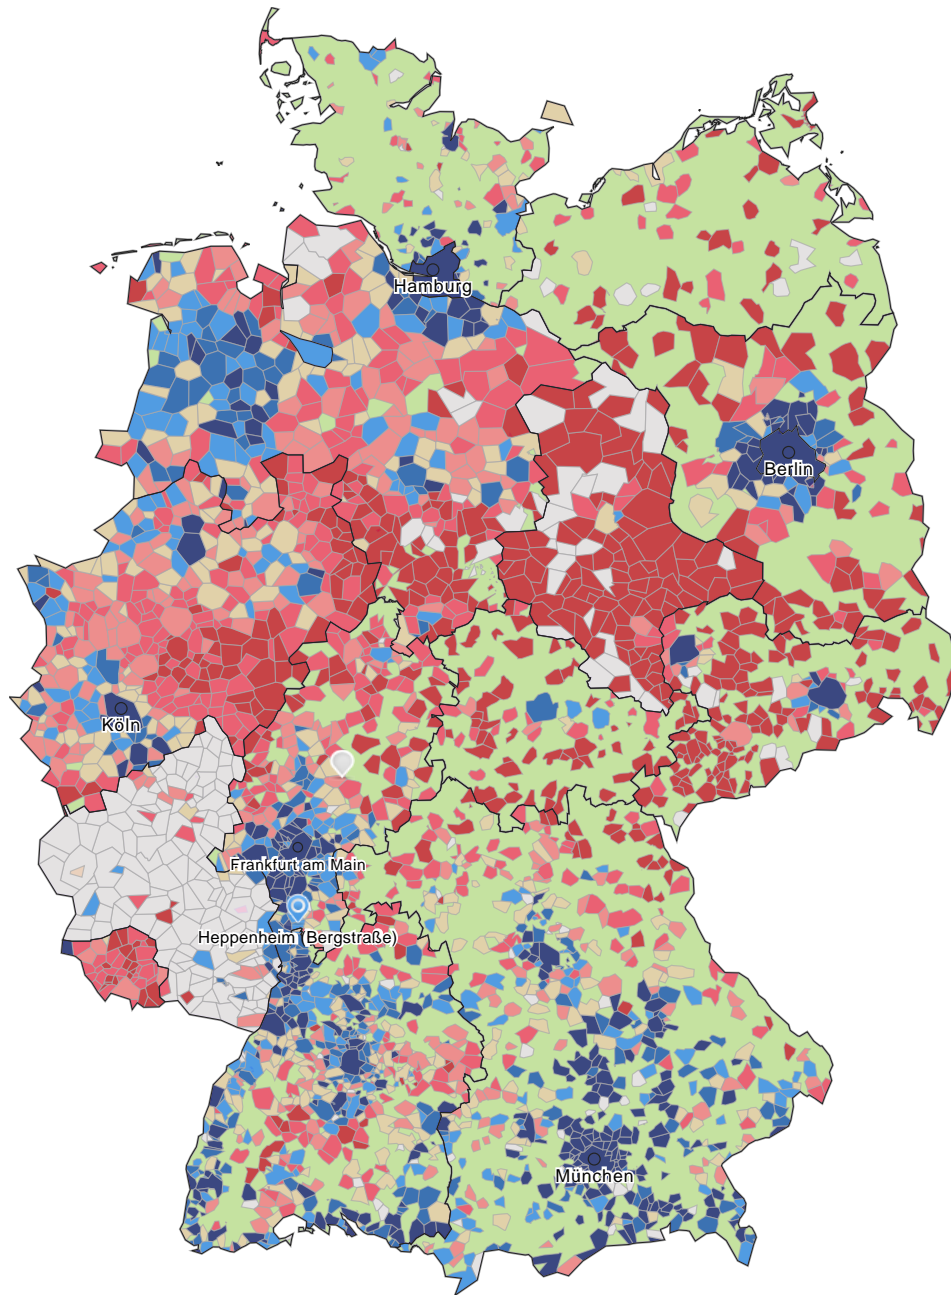 Hamburg
Berlin
Köln
Frankfurt am Main
Heppenheim (Bergstraße)
München